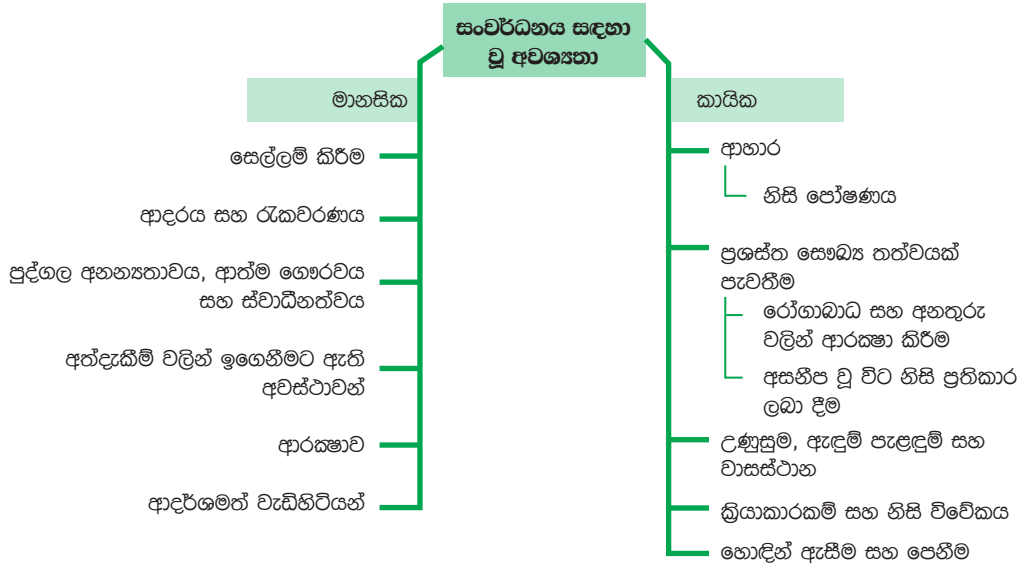 සංවර්ධනය සඳහා
වූ අවශ්‍යතා
මානසික
සෙල්ලම් කිරීම
ආදරය සහ රැකවරණය
පුද්ගල අනන්‍යතාවය, ආත්ම ගෞරවය
සහ ස්වාධීනත්වය
අත්දැකීම් වලින් ඉගෙනීමට ඇති
අවස්ථාවන්
ආරක්‍ෂාව
ආදර්ශමත් වැඩිහිටියන්
කායික
ආහාර
නිසි පෝෂණය
ප්‍රශස්ත සෞඛ්‍ය තත්වයක්
පැවතීම
රෝගාබාධ සහ අනතුරු
වලින් ආරක්‍ෂා කිරීම
අසනීප වූ විට නිසි ප්‍රතිකාර
ලබා දීම
උණුසුම, ඇඳුම් පැළඳුම් සහ
වාසස්ථාන
ක්‍රියාකාරකම් සහ නිසි විවේකය
හොඳින් ඇසීම සහ පෙනීම